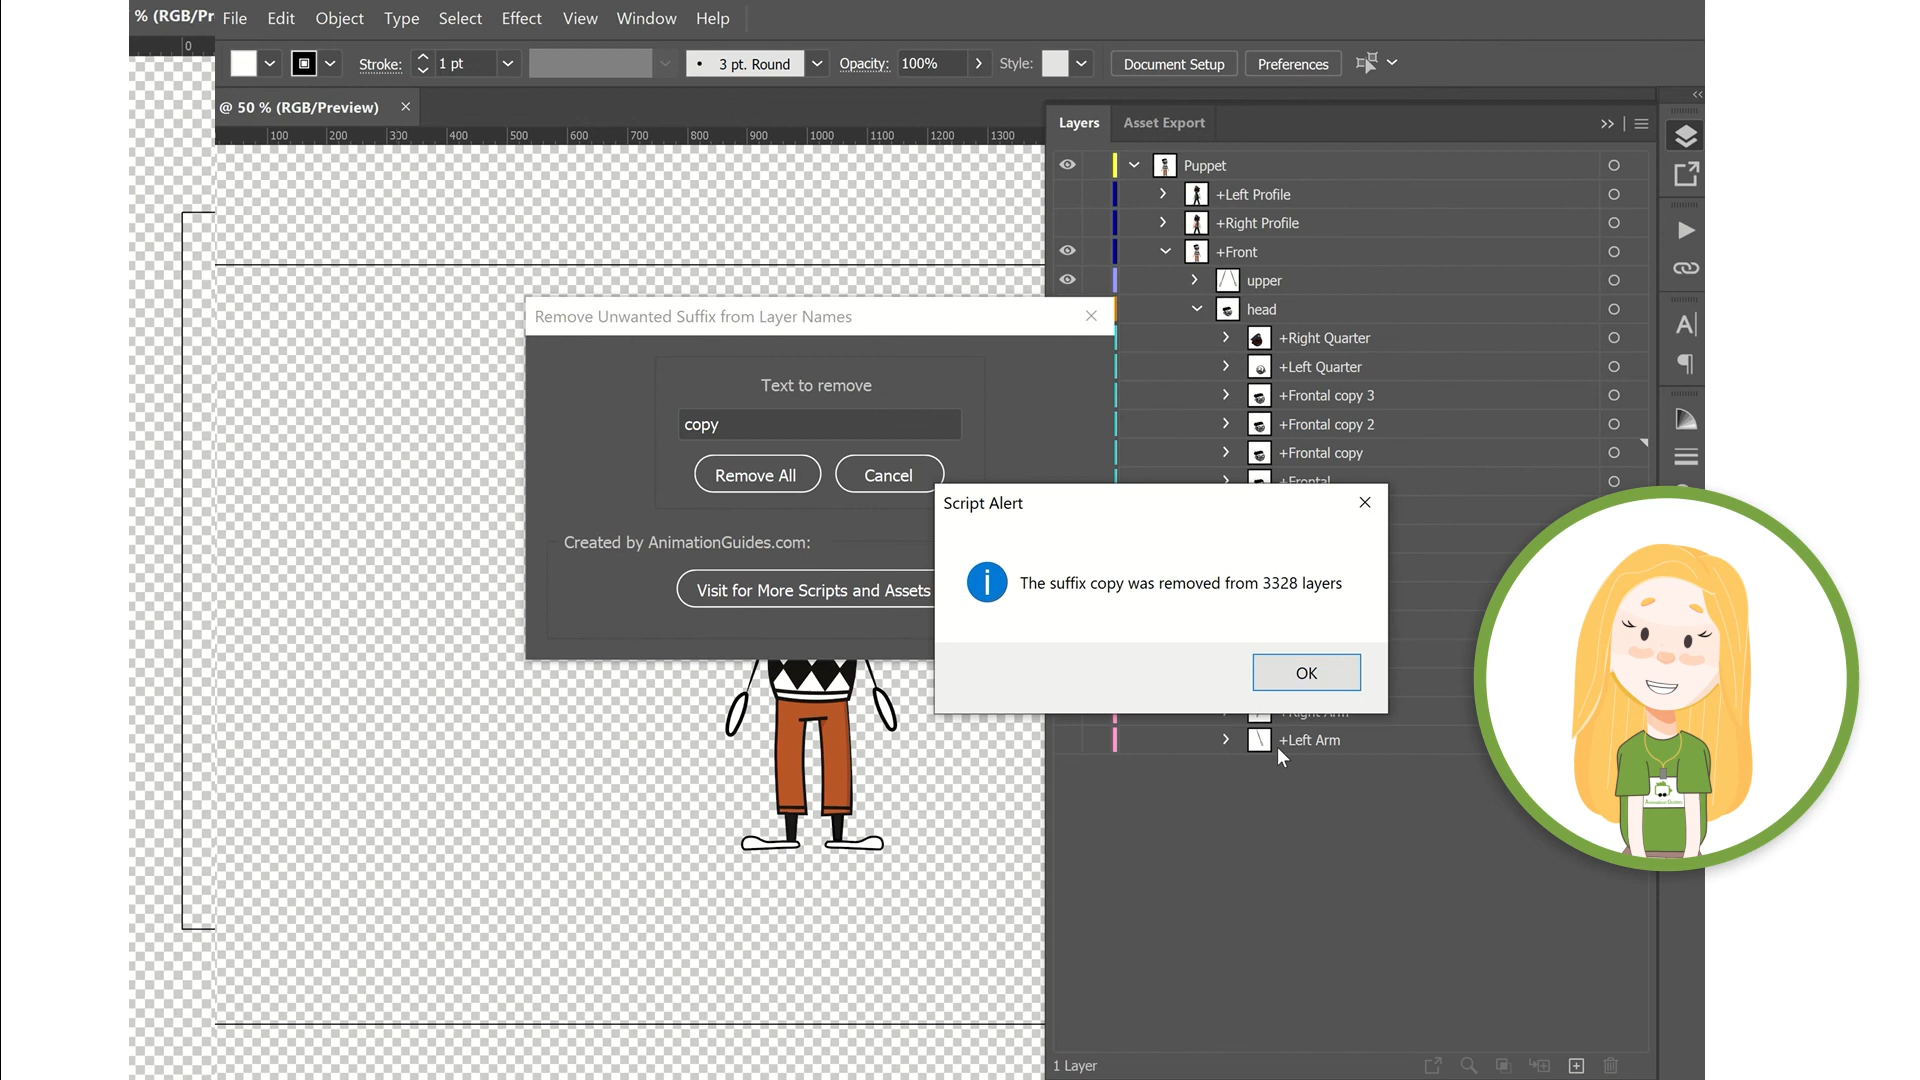 % (RGB/Pr
File Edit Object Type Select Effect View Window Help
0
Stroke: 1 pt 3 pt. Round Opacity: 100% Style: Document Setup Preferences
@ 50 % (RGB/Preview)
100 200 300 400 500 600 700 800 900 1000 1100 1200 1300
Layers Asset Export
Puppet
+Left Profile
+Right Profile
+Front
upper
head
+Right Quarter
+Left Quarter
+Frontal copy 3
+Frontal copy 2
+Frontal copy
+Frontal
+Right Arm
+Left Arm
1 Layer
Remove Unwanted Suffix from Layer Names
Text to remove
copy
Remove All Cancel
Created by AnimationGuides.com:
Visit for More Scripts and Assets
Script Alert
The suffix copy was removed from 3328 layers
OK